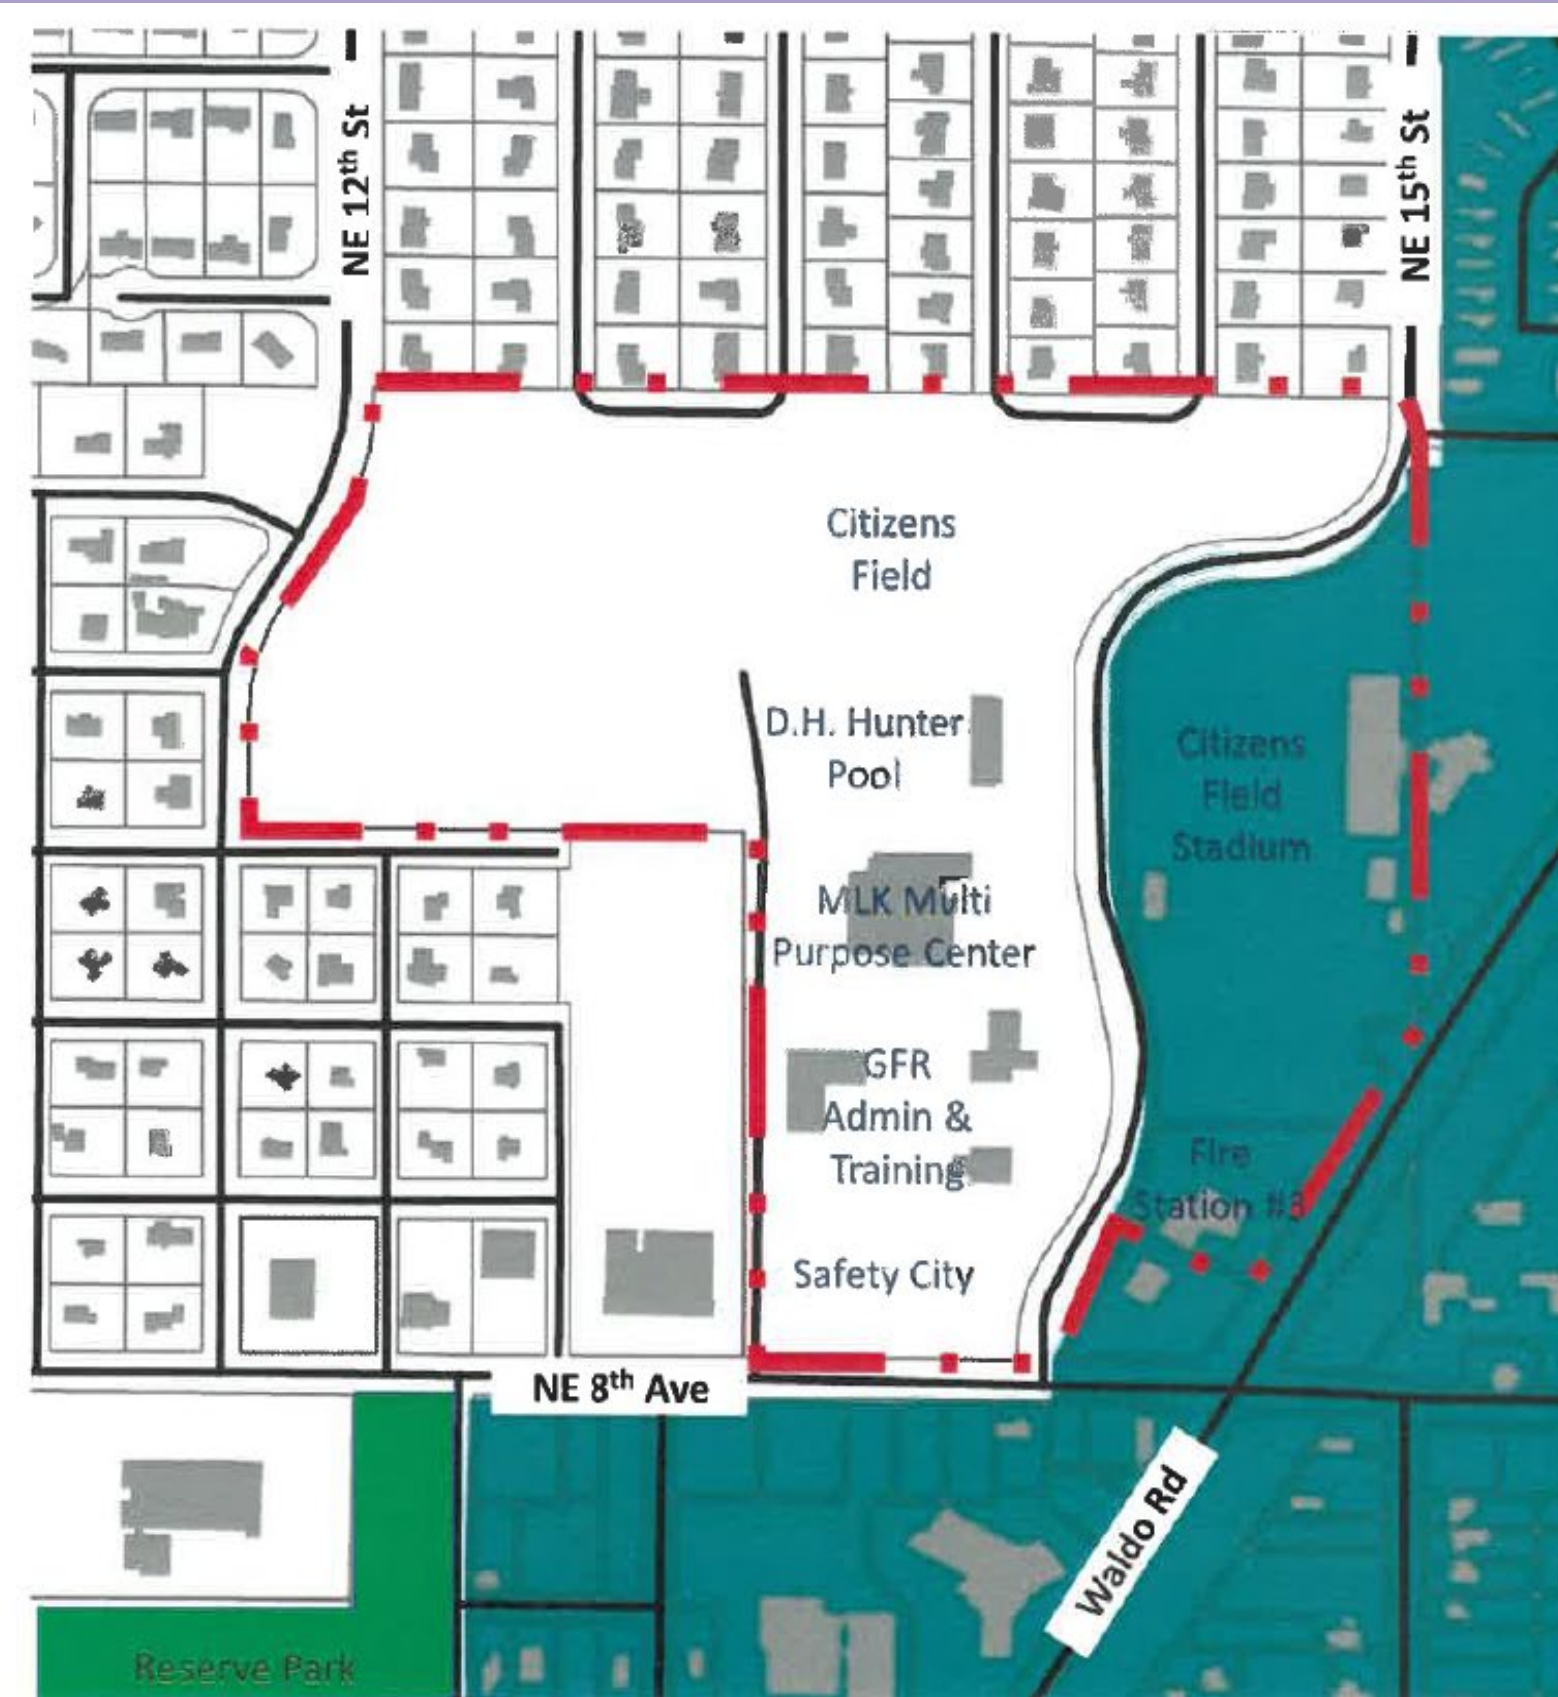 NE 12th St
NE 15th St
Citizens
Field
D.H. Hunter
Pool
Citizens
Field
Stadium
MLK Multi
Purpose Center
GFR
Admin &
Training
Fire
Station #3
Safety City
NE 8th Ave
Waldo Rd
Reserve Park